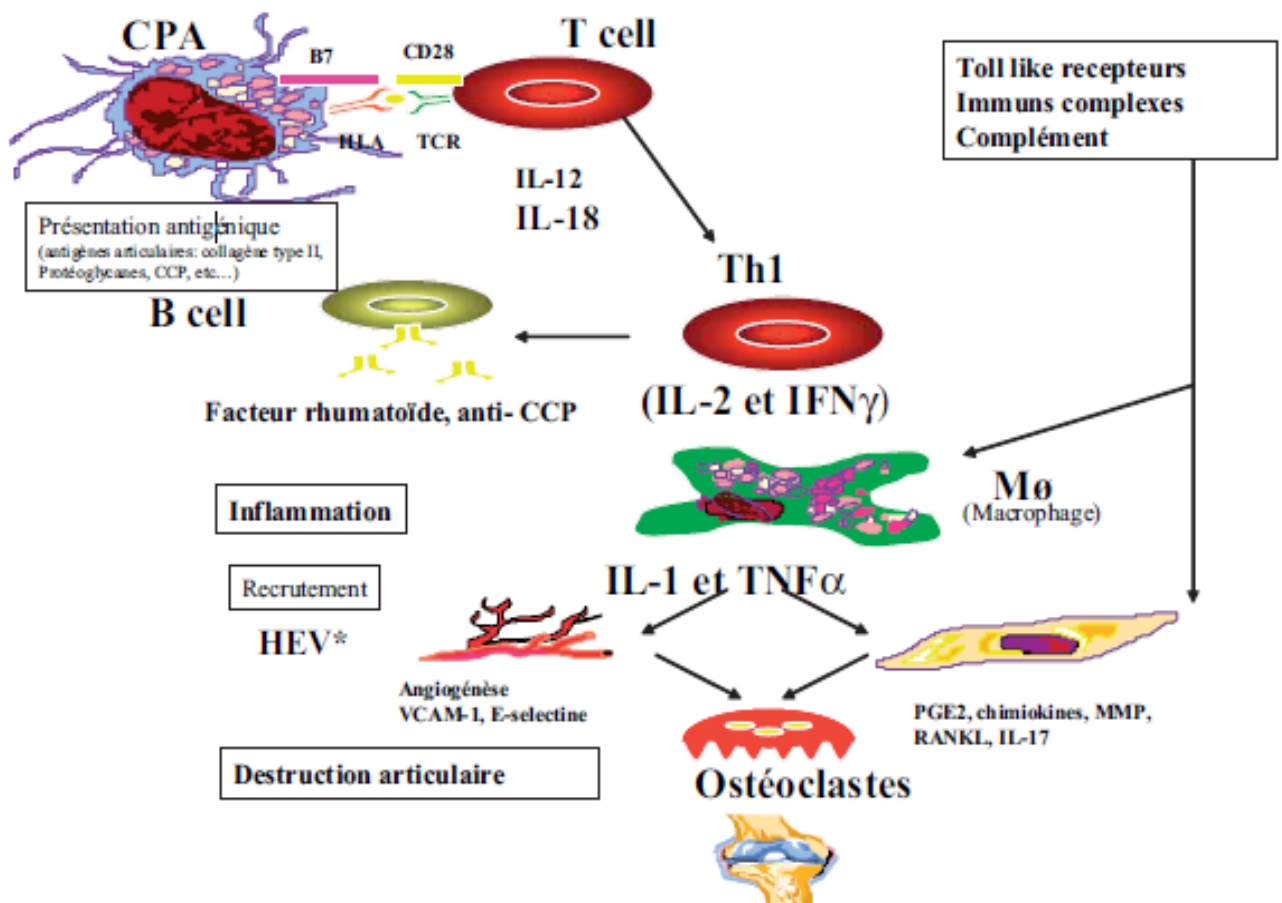 CPA
B7
CD28
T cell
HLA
TCR
Toll like recepteurs
Immuns complexes
Complément
IL-12
IL-18
Présentation antigénique
(antigènes articulaires: collagène type II,
Protéoglycanes, CCP, etc...)
Th1
B cell
Facteur rhumatoïde, anti- CCP
(IL-2 et IFNγ)
Inflammation
Mø
(Macrophage)
Recrutement
IL-1 et TNFα
HEV*
Angiogénèse
VCAM-1, E-selectine
PGE2, chimiokines, MMP,
RANKL, IL-17
Destruction articulaire
Ostéoclastes